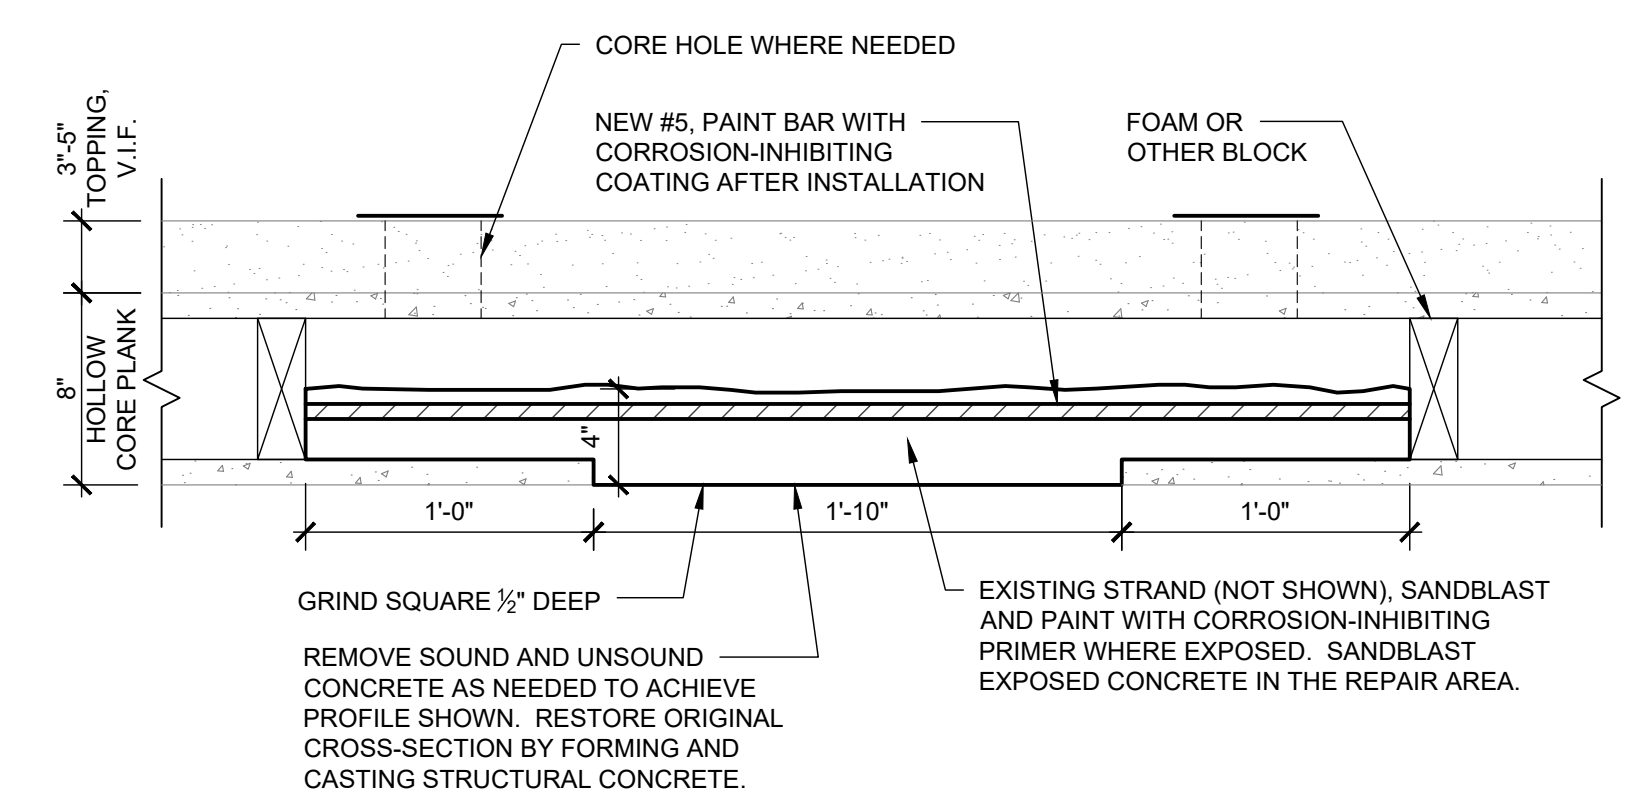 CORE HOLE WHERE NEEDED
3"-5"
TOPPING,
V.I.F.
NEW #5, PAINT BAR WITH
CORROSION-INHIBITING
COATING AFTER INSTALLATION
FOAM OR
OTHER BLOCK
8"
HOLLOW
CORE PLANK
4"
1'-0"
1'-10"
1'-0"
GRIND SQUARE ½" DEEP
REMOVE SOUND AND UNSOUND
CONCRETE AS NEEDED TO ACHIEVE
PROFILE SHOWN. RESTORE ORIGINAL
CROSS-SECTION BY FORMING AND
CASTING STRUCTURAL CONCRETE.
EXISTING STRAND (NOT SHOWN), SANDBLAST
AND PAINT WITH CORROSION-INHIBITING
PRIMER WHERE EXPOSED. SANDBLAST
EXPOSED CONCRETE IN THE REPAIR AREA.